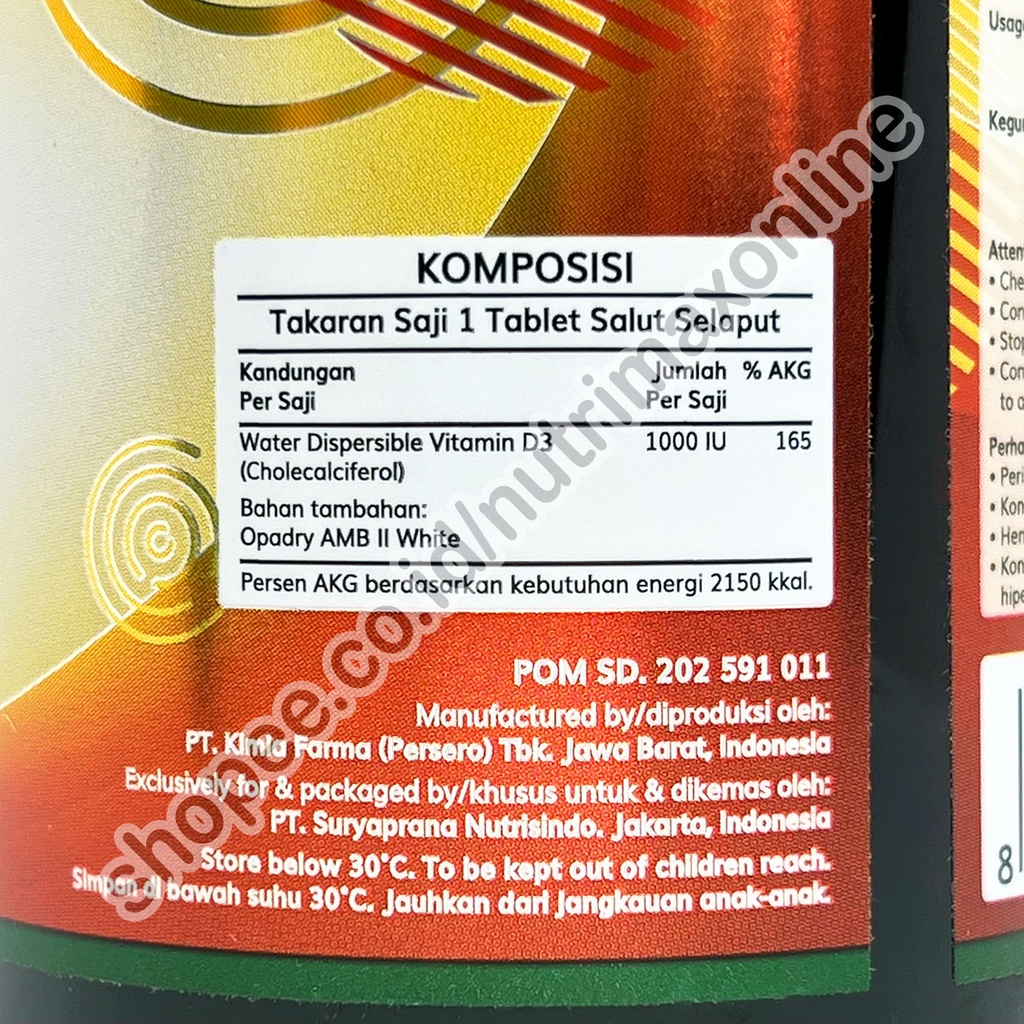 KOMPOSISI
Takaran Saji 1 Tablet Salut Selaput
Kandungan Jumlah % AKG
Per Saji Per Saji
Water Dispersible Vitamin D3 1000 IU 165
(Cholecalciferol)
Bahan tambahan:
Opadry AMB II White
Persen AKG berdasarkan kebutuhan energi 2150 kkal.
POM SD. 202 591 011
Manufactured by/diproduksi oleh:
PT. Kimia Farma (Persero) Tbk. Jawa Barat, Indonesia
Exclusively for & packaged by/khusus untuk & dikemas oleh:
PT. Suryaprana Nutrisindo. Jakarta, Indonesia
Store below 30°C. To be kept out of children reach.
Simpan di bawah suhu 30°C. Jauhkan dari jangkauan anak-anak.
shopee.co.id/nutrimaxonline
to
8